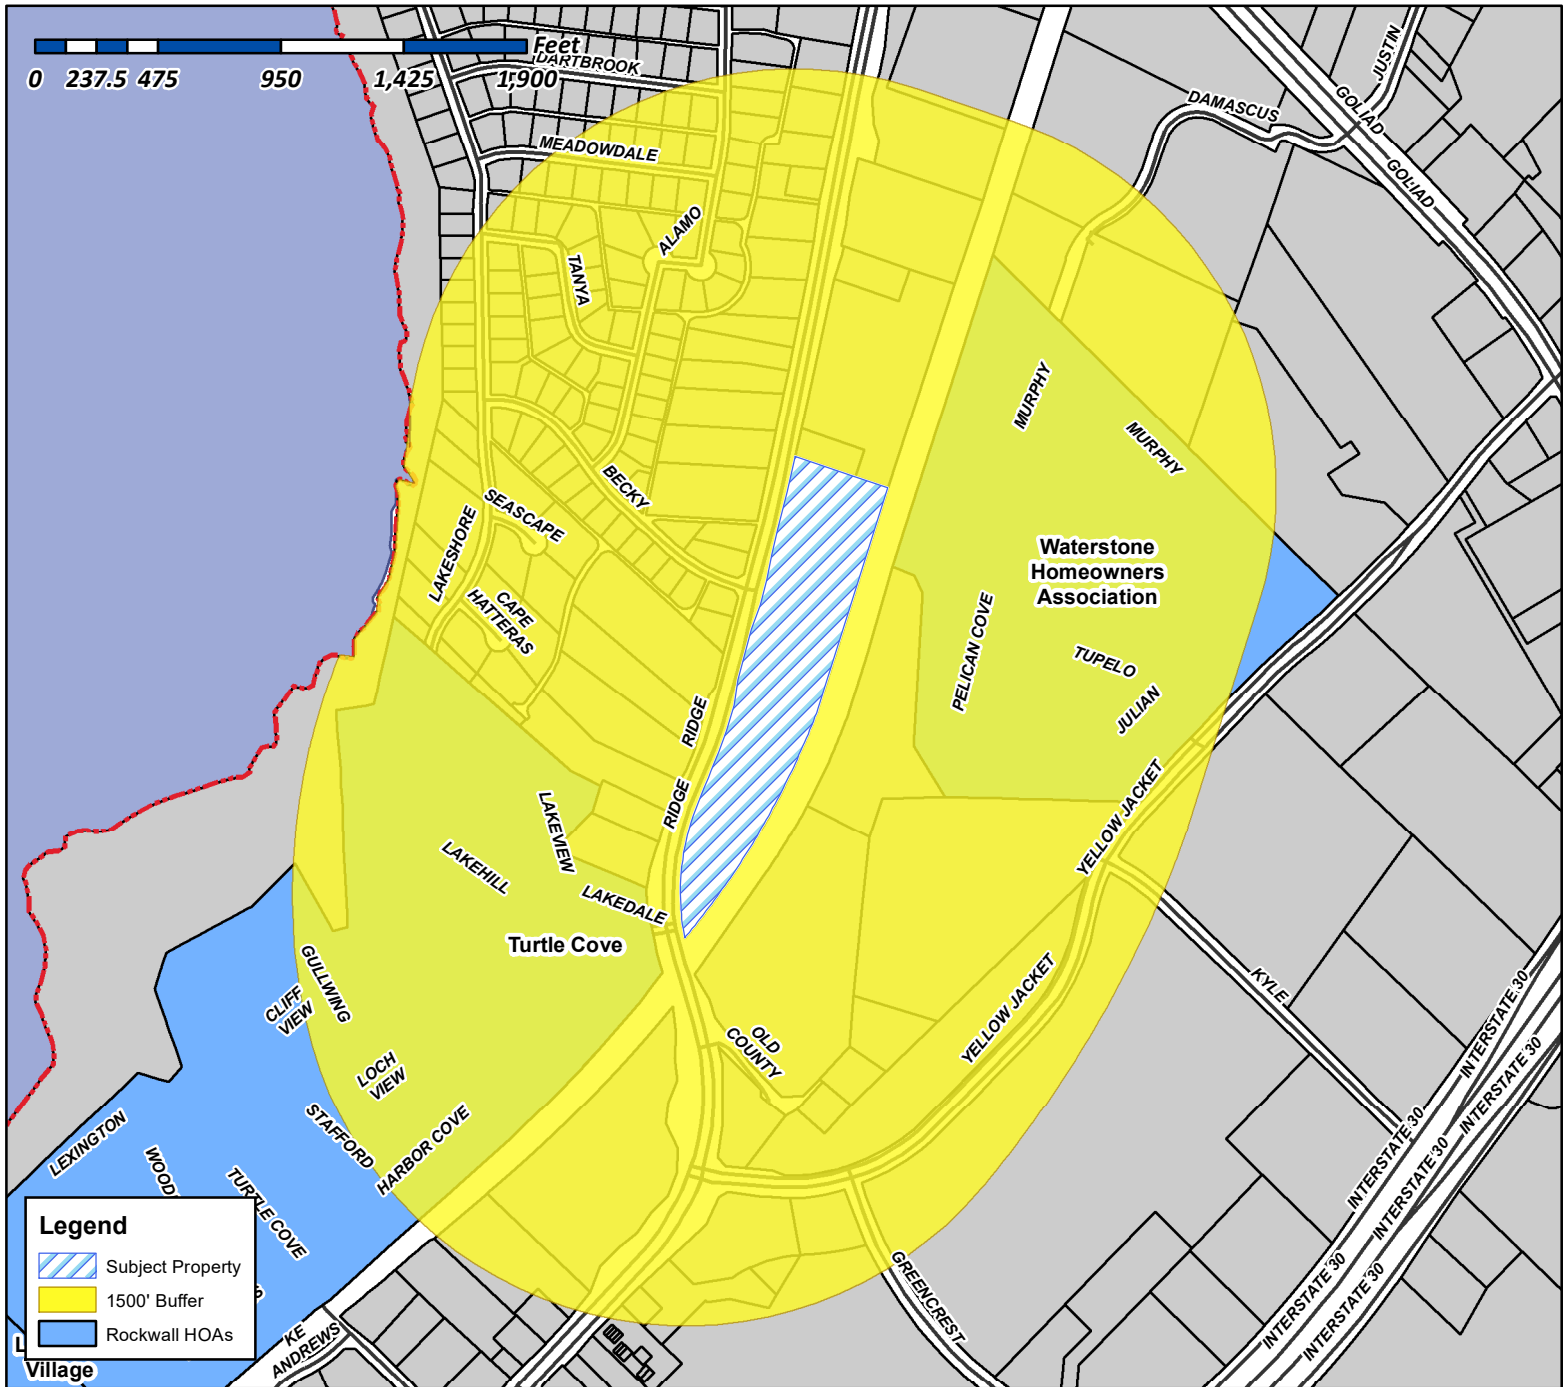 Feet
0 237.5 475 950 1,425 1,900
DARTBROOK
MEADOWDALE
ALAMO
TANYA
BECKY
SEASCAPE
LAKESHORE
CAPE
HATTERAS
DAMASCUS
JUSTIN
GOLIAD
GOLIAD
MURPHY
MURPHY
Waterstone
Homeowners
Association
PELICAN COVE
TUPELO
JULIAN
RIDGE
RIDGE
LAKEVIEW
LAKEHILL
LAKEDALE
Turtle Cove
YELLOW JACKET
YELLOW JACKET
KYLE
OLD
COUNTY
GULLWING
CLIFF
VIEW
LOCH
VIEW
STAFFORD
HARBOR COVE
LEXINGTON
TURTLE COVE
INTERSTATE 30
INTERSTATE 30
INTERSTATE 30
INTERSTATE 30
INTERSTATE 30
INTERSTATE 30
INTERSTATE 30
GREENCREST
KE
ANDREWS
Legend
Subject Property
1500' Buffer
Rockwall HOAs
Village